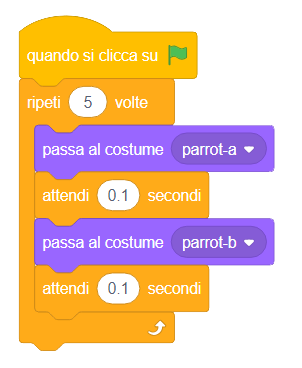 quando si clicca su
ripeti 5 volte
passa al costume parrot-a
attendi 0.1 secondi
passa al costume parrot-b
attendi 0.1 secondi